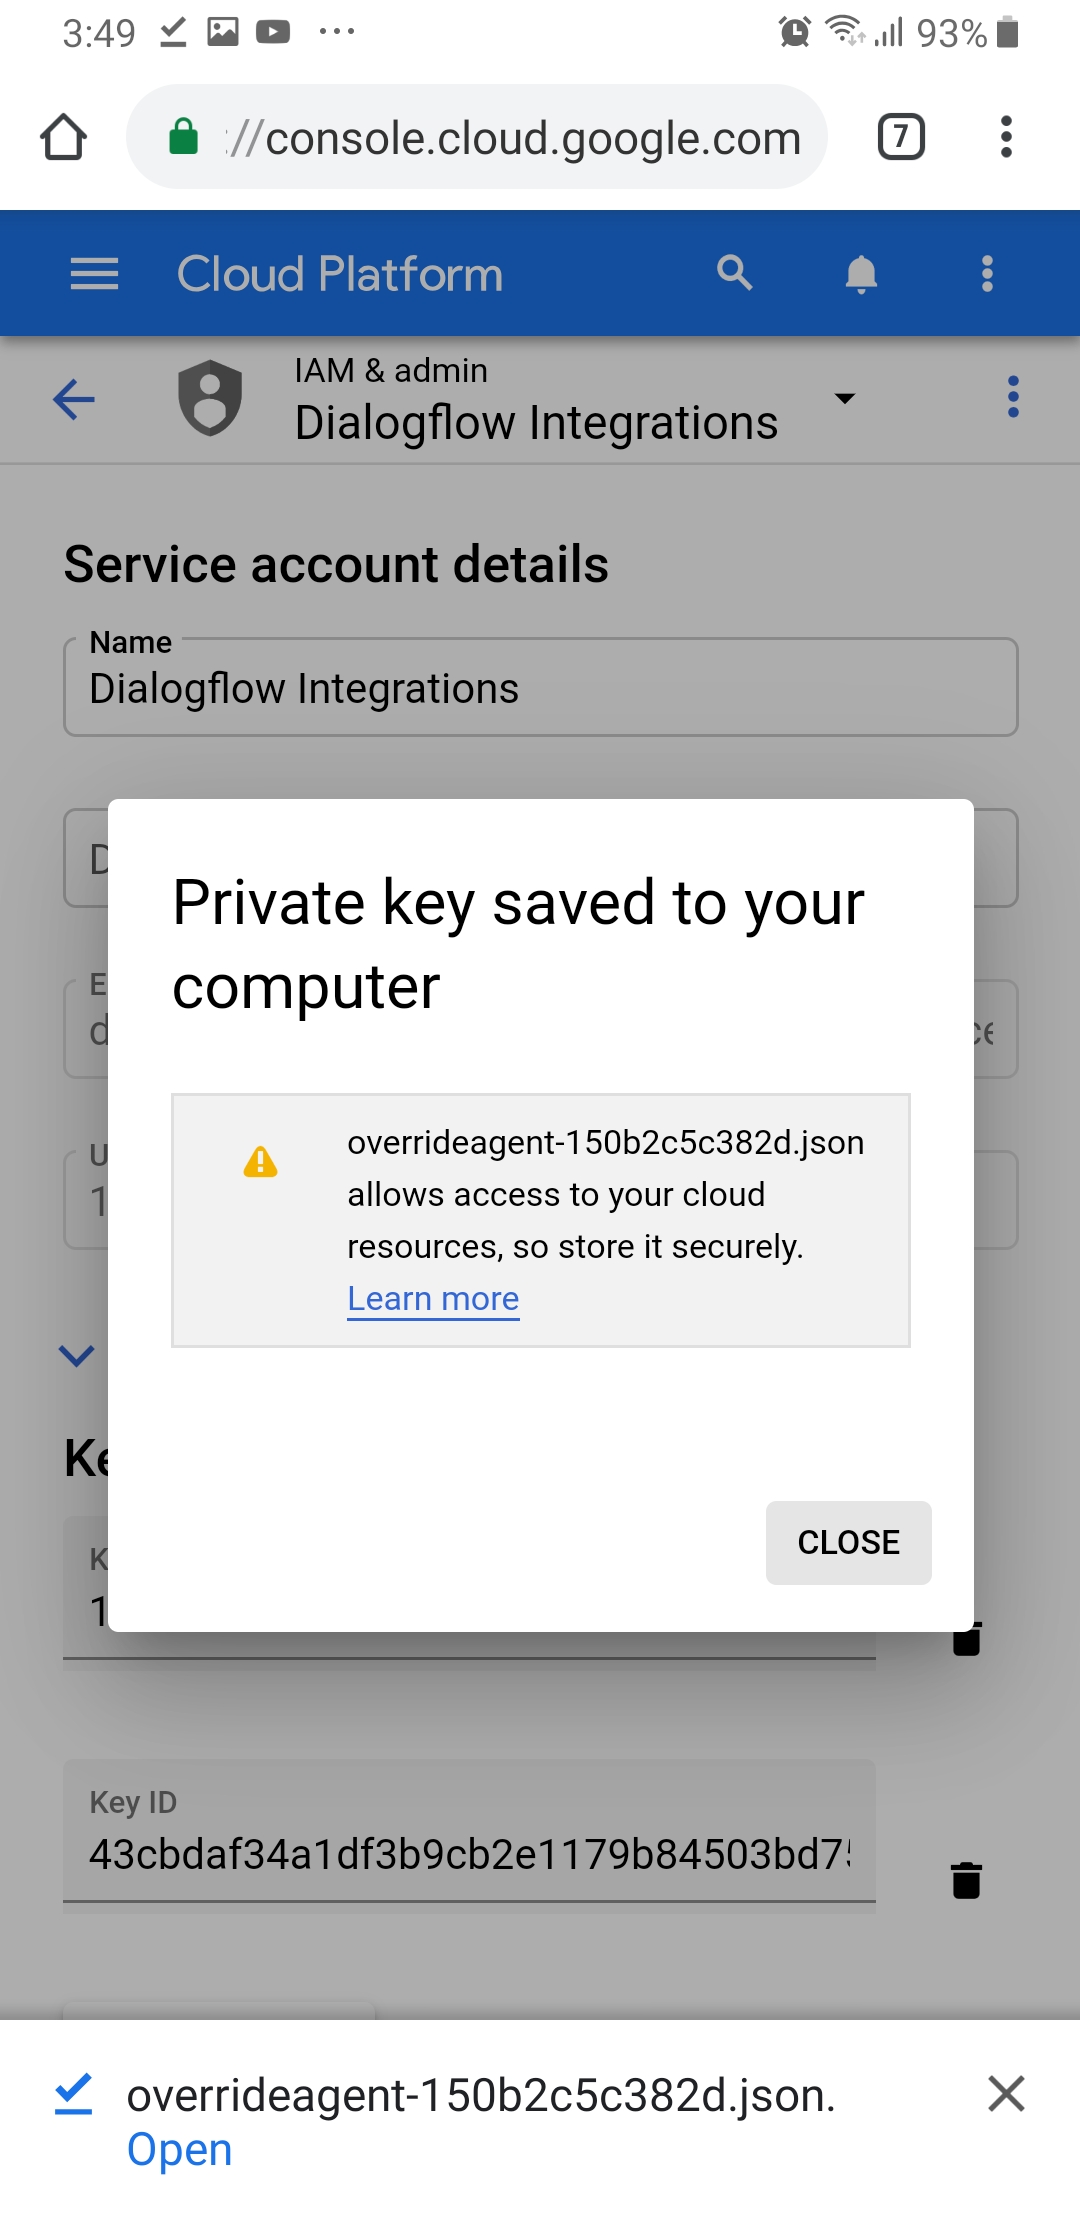 3:49
93%
://console.cloud.google.com
7
Cloud Platform
IAM & admin
Dialogflow Integrations
Service account details
Name
Dialogflow Integrations
D
Private key saved to your
computer
E
d
overrideagent-150b2c5c382d.json
allows access to your cloud
resources, so store it securely.
Learn more
U
1
Ke
CLOSE
K
1
Key ID
43cbdaf34a1df3b9cb2e1179b84503bd7
overrideagent-150b2c5c382d.json.
Open